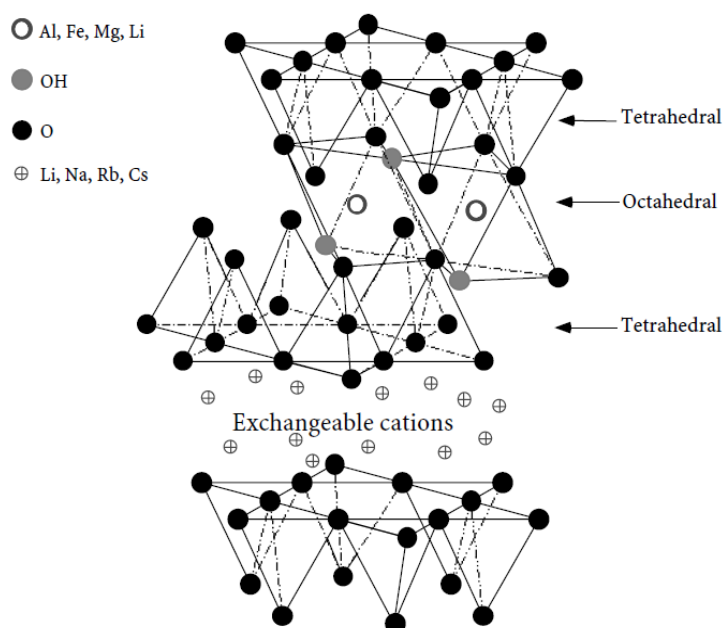 Al, Fe, Mg, Li
OH
O
Li, Na, Rb, Cs
Tetrahedral
Octahedral
Tetrahedral
Exchangeable cations